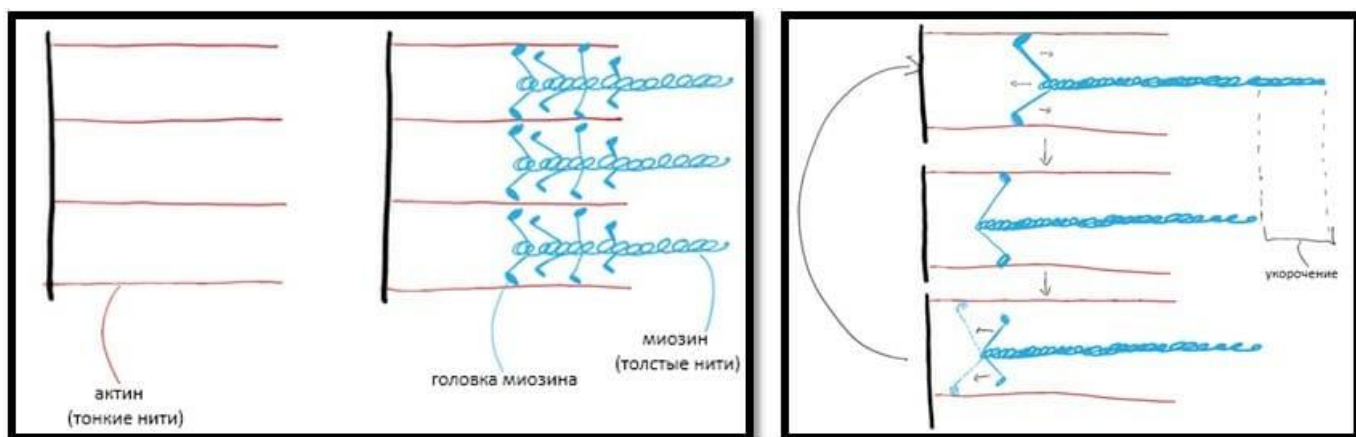 актин
(тонкие нити)
головка миозина
миозин
(толстые нити)
укорочение